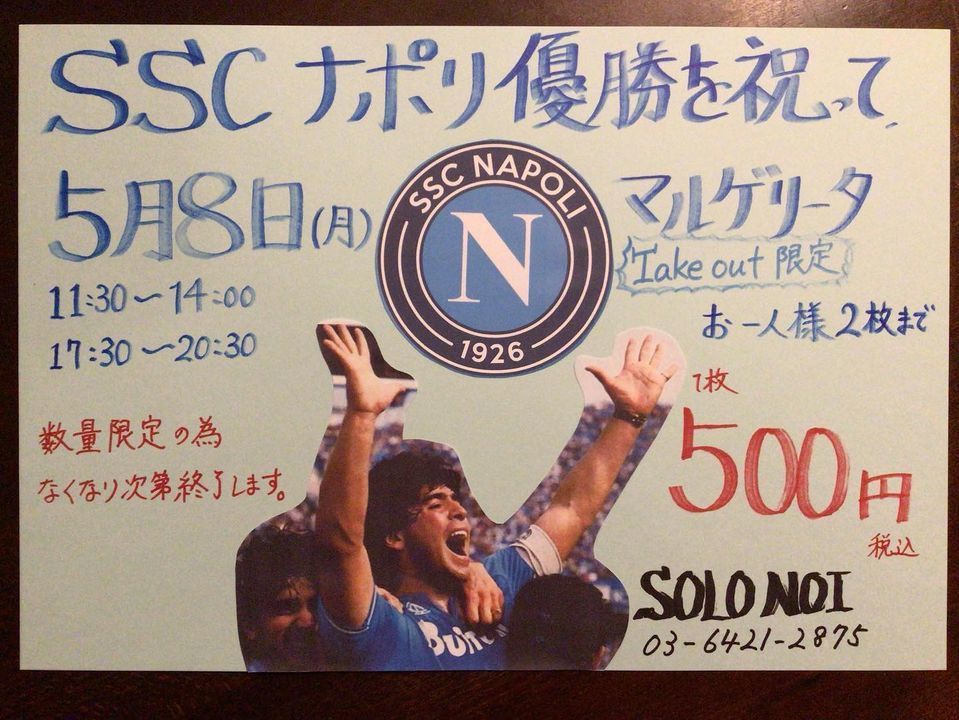 SSC ナポリ優勝を祝って、
5月8日(月)
11:30〜14:00
17:30〜20:30
SSC NAPOLI
N
1926
マルゲリータ
Take out 限定
お一人様2枚まで
1枚
500円
税込
数量限定の為
なくなり次第終了します。
SOLO NOI
03-6421-2875